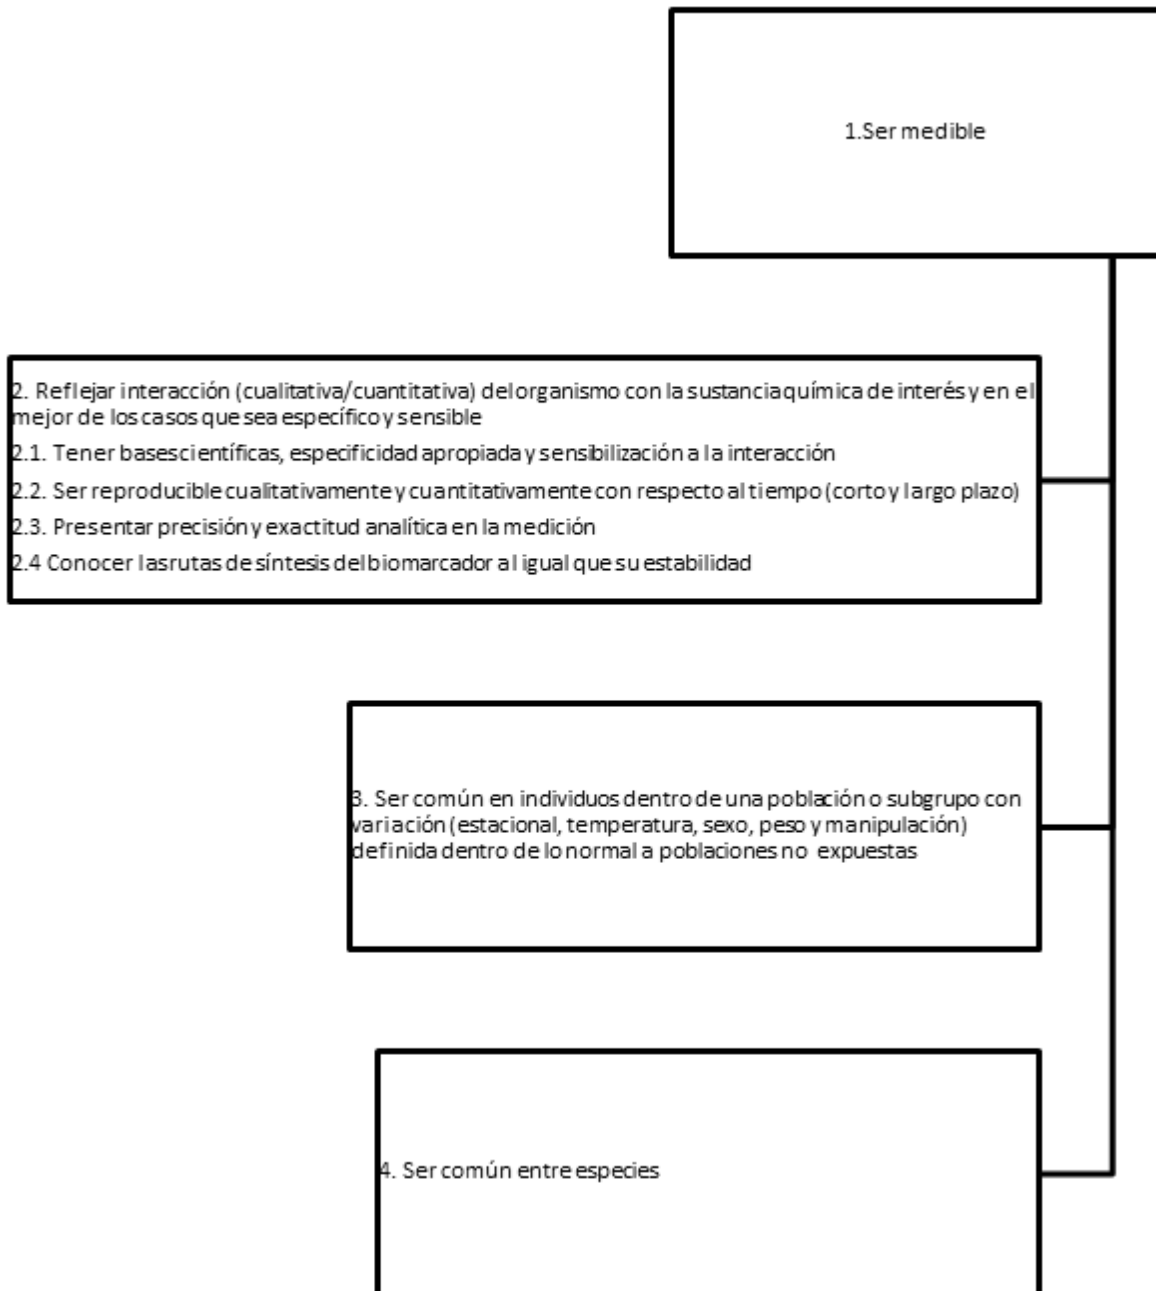 1.Ser medible
2. Reflejar interacción (cualitativa/cuantitativa) del organismo con la sustancia química de interés y en el
mejor de los casos que sea específico y sensible
2.1. Tener bases científicas, especificidad apropiada y sensibilización a la interacción
2.2. Ser reproducible cualitativamente y cuantitativamente con respecto al tiempo (corto y largo plazo)
2.3. Presentar precisión y exactitud analítica en la medición
2.4 Conocer las rutas de síntesis del biomarcador al igual que su estabilidad
3. Ser común en individuos dentro de una población o subgrupo con
variación (estacional, temperatura, sexo, peso y manipulación)
definida dentro de lo normal a poblaciones no expuestas
4. Ser común entre especies